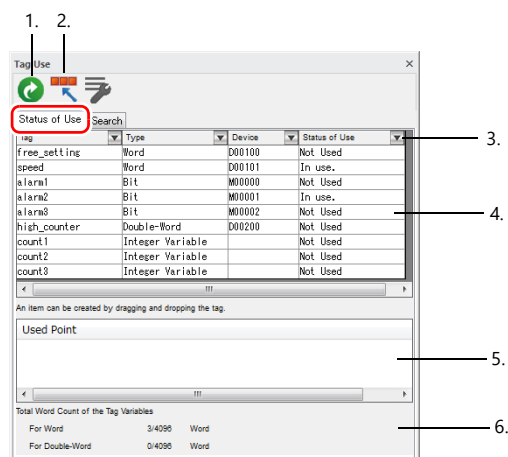 1. 2.
Tag Use ×
Status of Use Search
Tag Type Device Status of Use 3.
free_setting Word D00100 Not Used
speed Word D00101 In use.
alarm1 Bit M00000 Not Used
alarm2 Bit M00001 In use.
alarm3 Bit M00002 Not Used 4.
high_counter Double-Word D00200 Not Used
count1 Integer Variable Not Used
count2 Integer Variable Not Used
count3 Integer Variable Not Used
An item can be created by dragging and dropping the tag.
Used Point
5.
Total Word Count of the Tag Variables
For Word 3/4096 Word 6.
For Double-Word 0/4096 Word